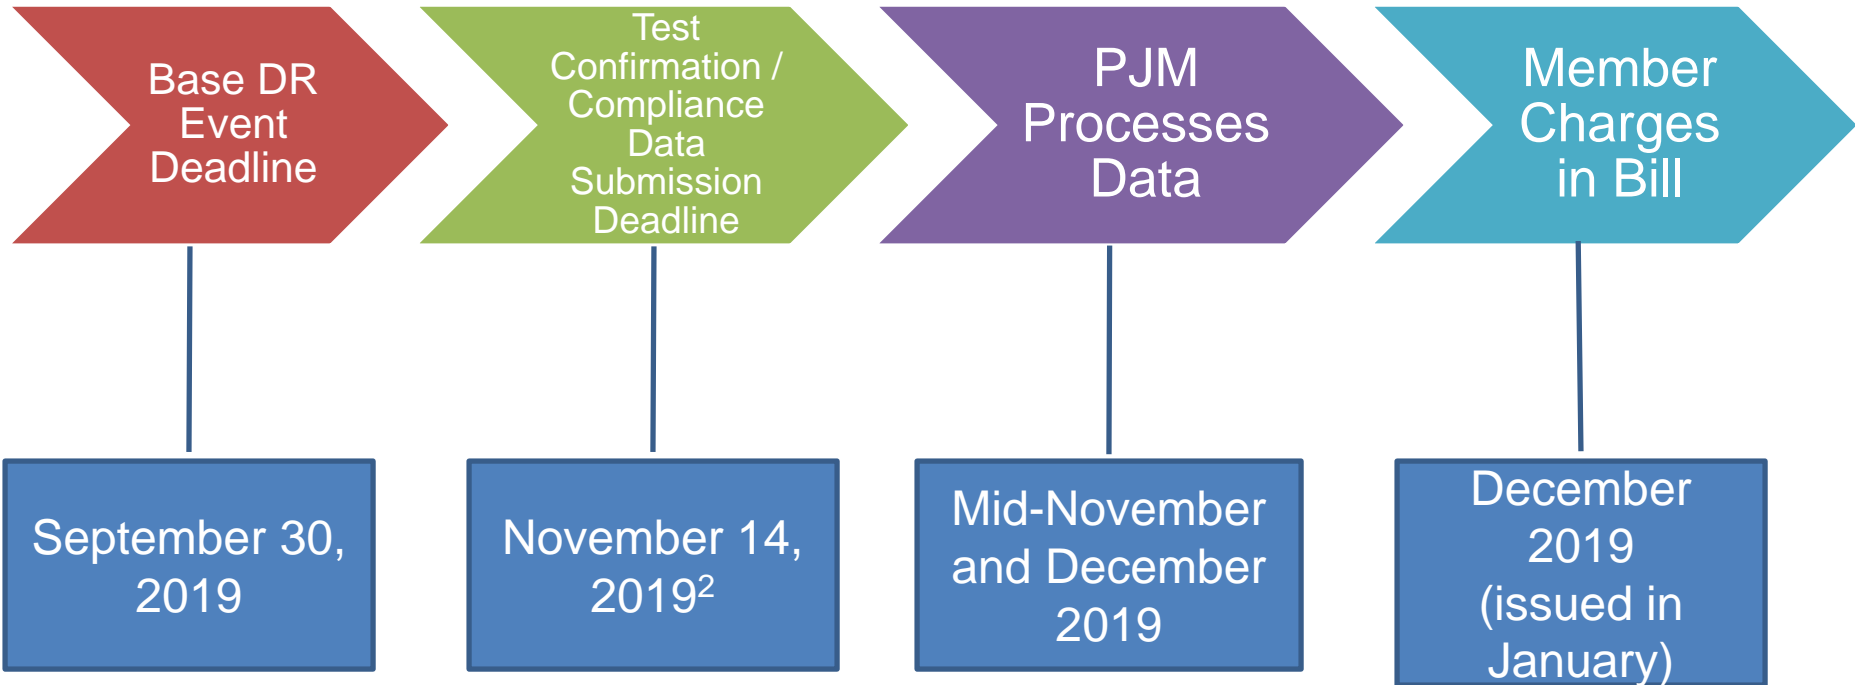 Base DR
Event
Deadline
Test
Confirmation /
Compliance
Data
Submission
Deadline
PJM
Processes
Data
Member
Charges
in Bill
September 30,
2019
November 14,
2019²
Mid-November
and December
2019
December
2019
(issued in
January)